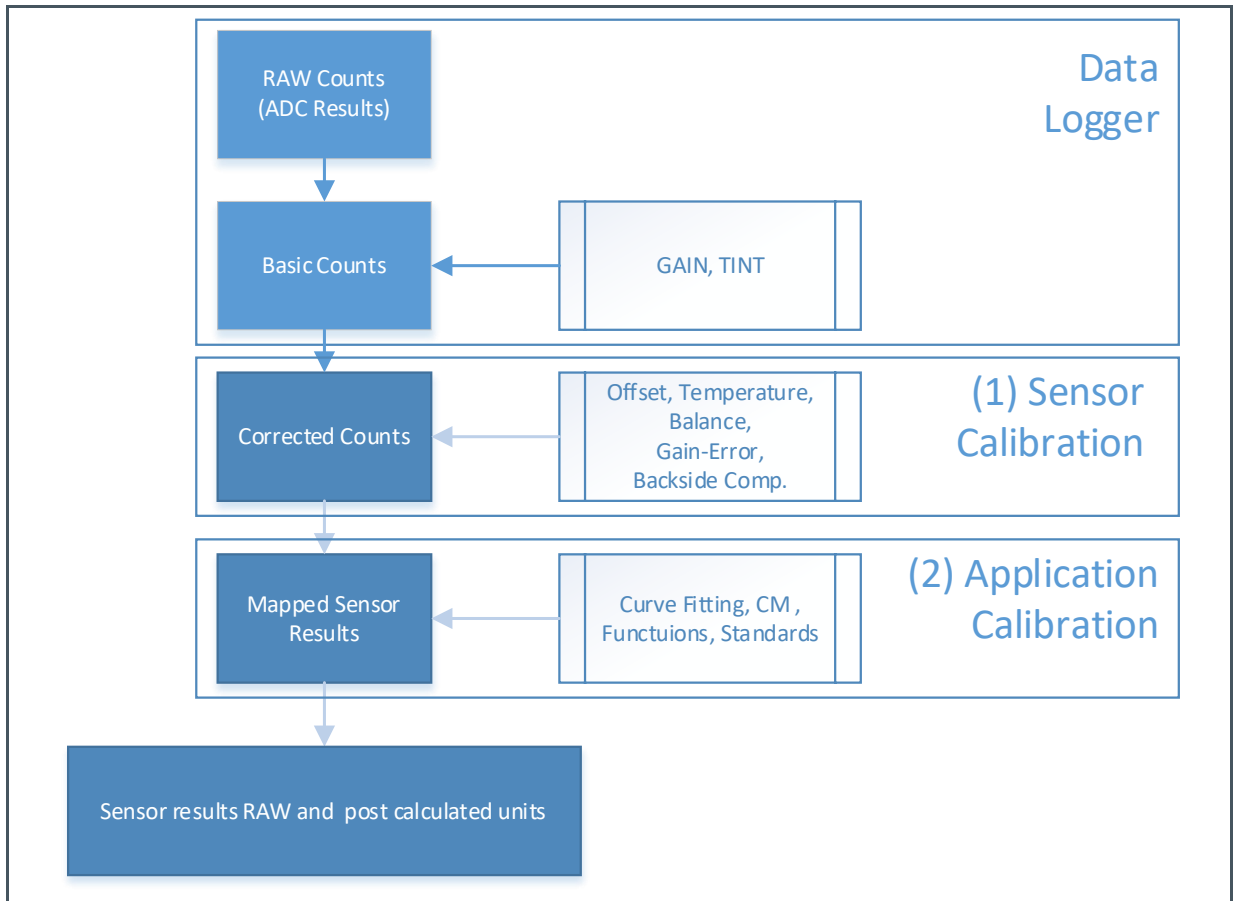 RAW Counts
(ADC Results)
Data
Logger
Basic Counts
GAIN, TINT
Corrected Counts
Offset, Temperature,
Balance,
Gain-Error,
Backside Comp.
(1) Sensor
Calibration
Mapped Sensor
Results
Curve Fitting, CM ,
Functuions, Standards
(2) Application
Calibration
Sensor results RAW and  post calculated units